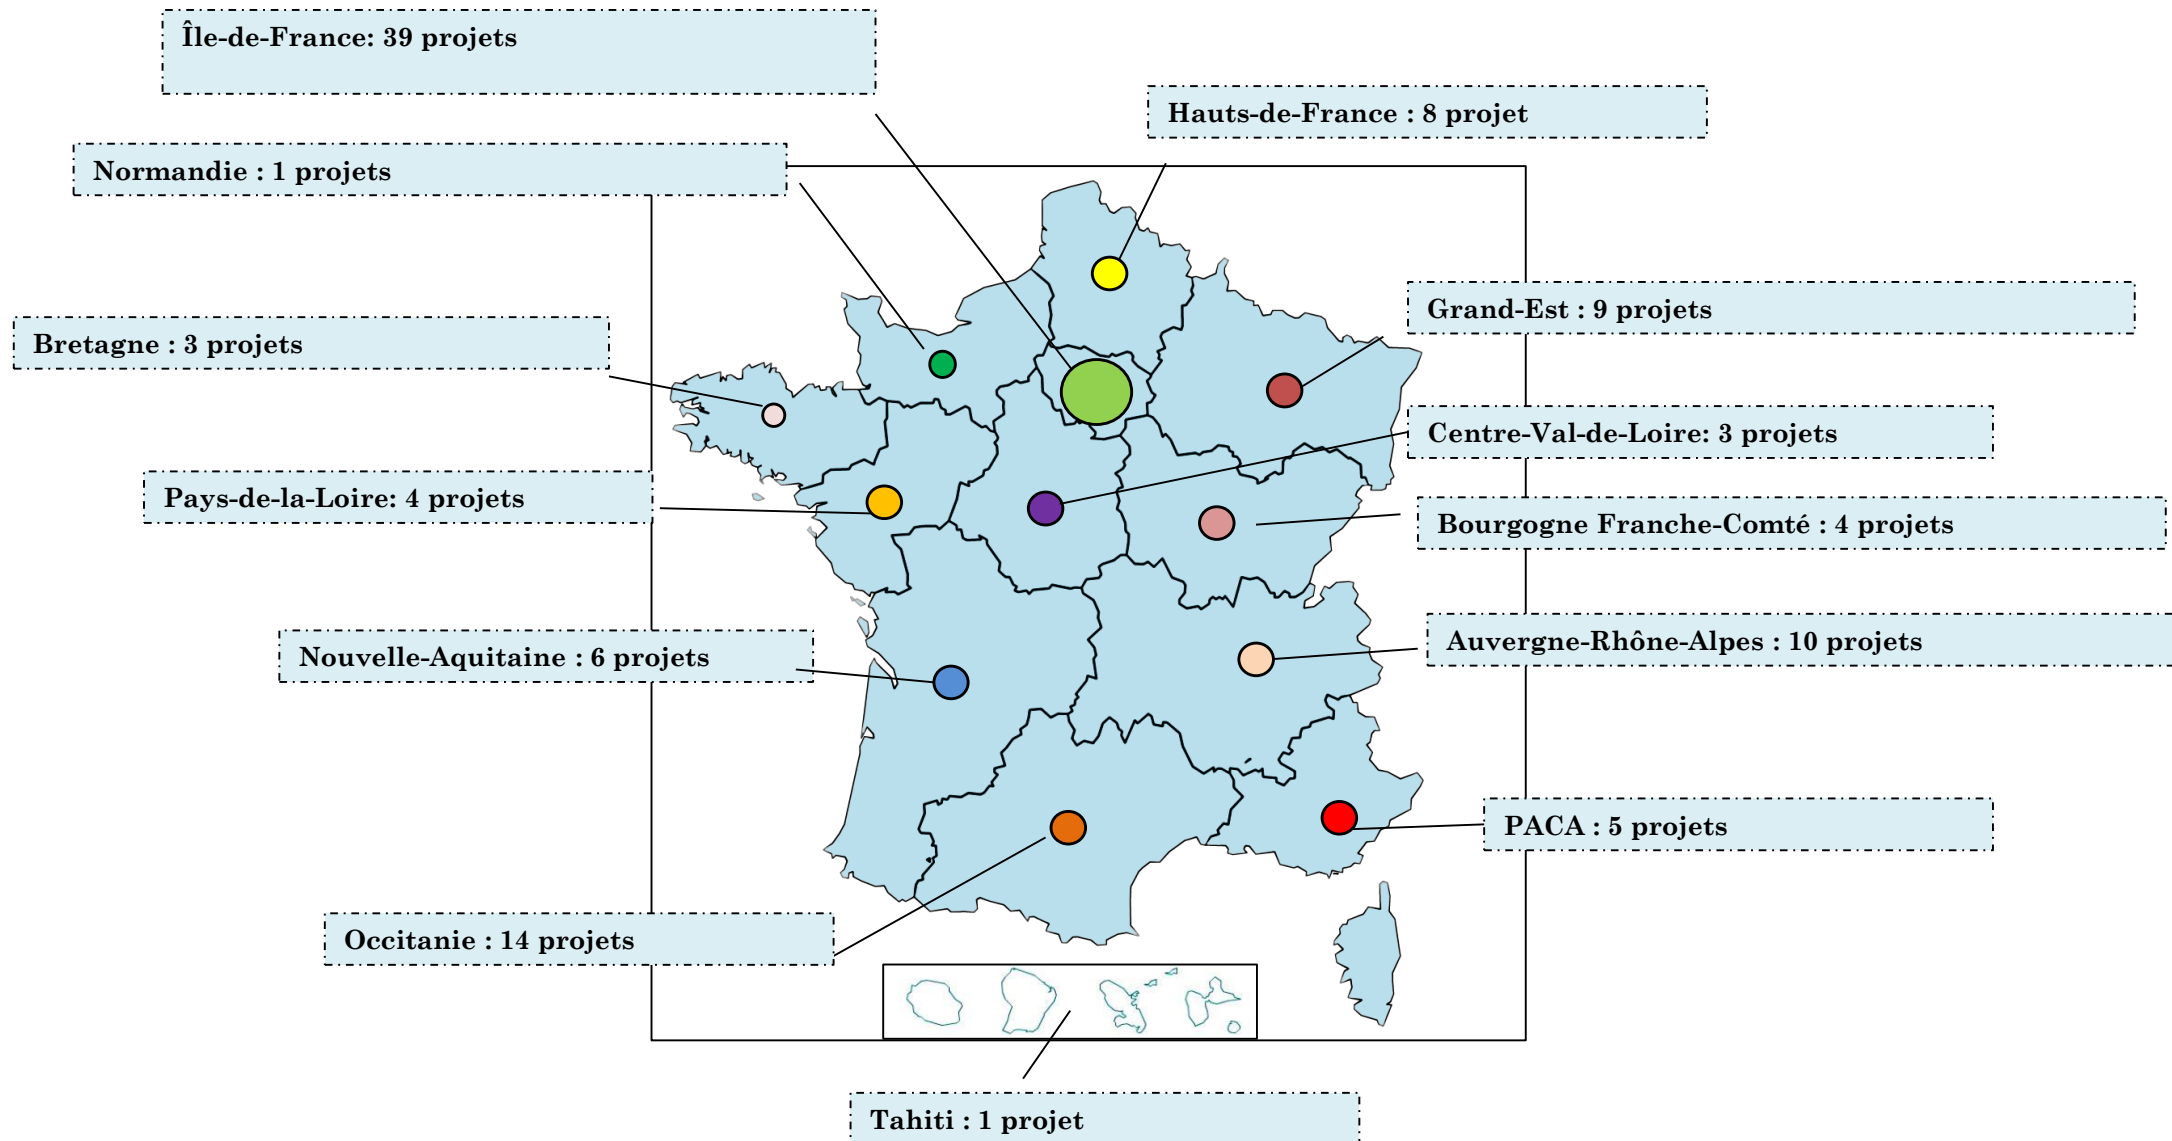 Île-de-France: 39 projets
Hauts-de-France : 8 projet
Normandie : 1 projets
Grand-Est : 9 projets
Bretagne : 3 projets
Centre-Val-de-Loire: 3 projets
Pays-de-la-Loire: 4 projets
Bourgogne Franche-Comté : 4 projets
Auvergne-Rhône-Alpes : 10 projets
Nouvelle-Aquitaine : 6 projets
PACA : 5 projets
Occitanie : 14 projets
Tahiti : 1 projet